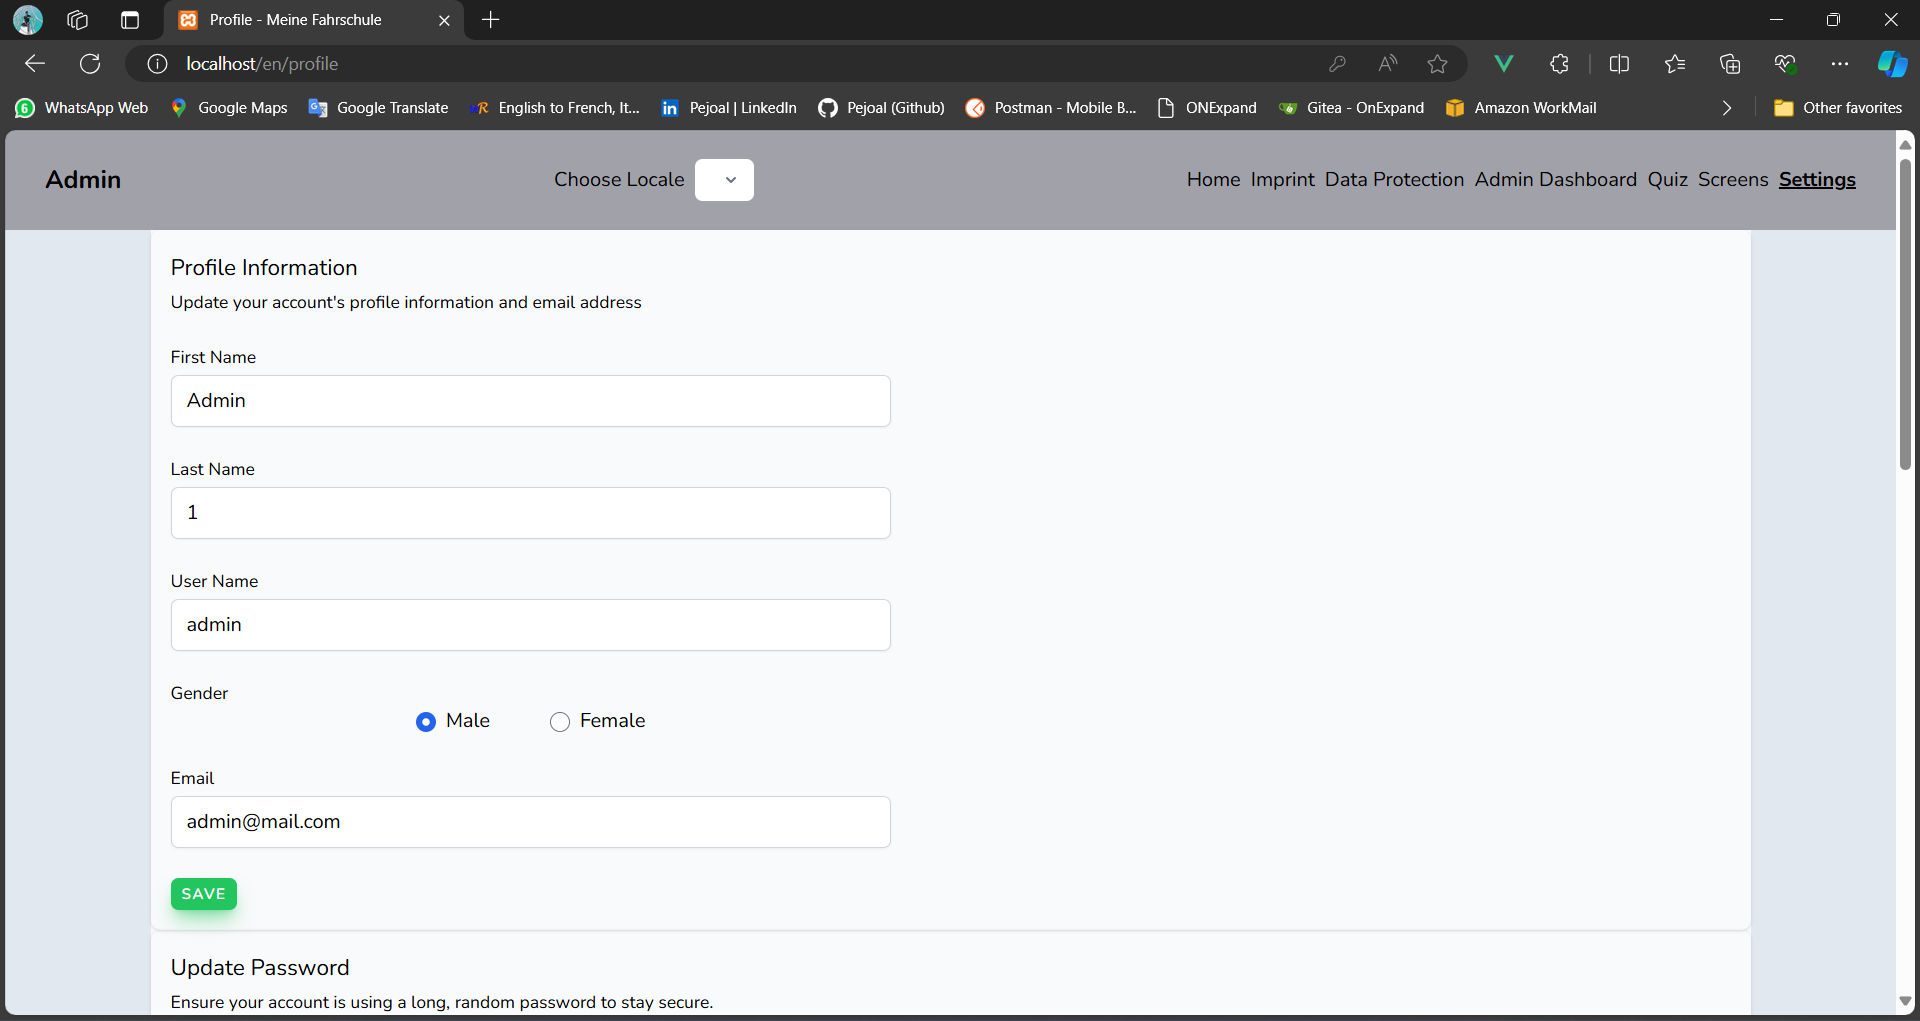 Profile - Meine Fahrschule
localhost/en/profile
WhatsApp Web Google Maps Google Translate English to French, It... Pejoal | LinkedIn Pejoal (Github) Postman - Mobile B... ONExpand Gitea - OnExpand Amazon WorkMail Other favorites
Admin Choose Locale Home Imprint Data Protection Admin Dashboard Quiz Screens Settings
Profile Information
Update your account's profile information and email address
First Name
Admin
Last Name
1
User Name
admin
Gender
Male Female
Email
admin@mail.com
SAVE
Update Password
Ensure your account is using a long, random password to stay secure.